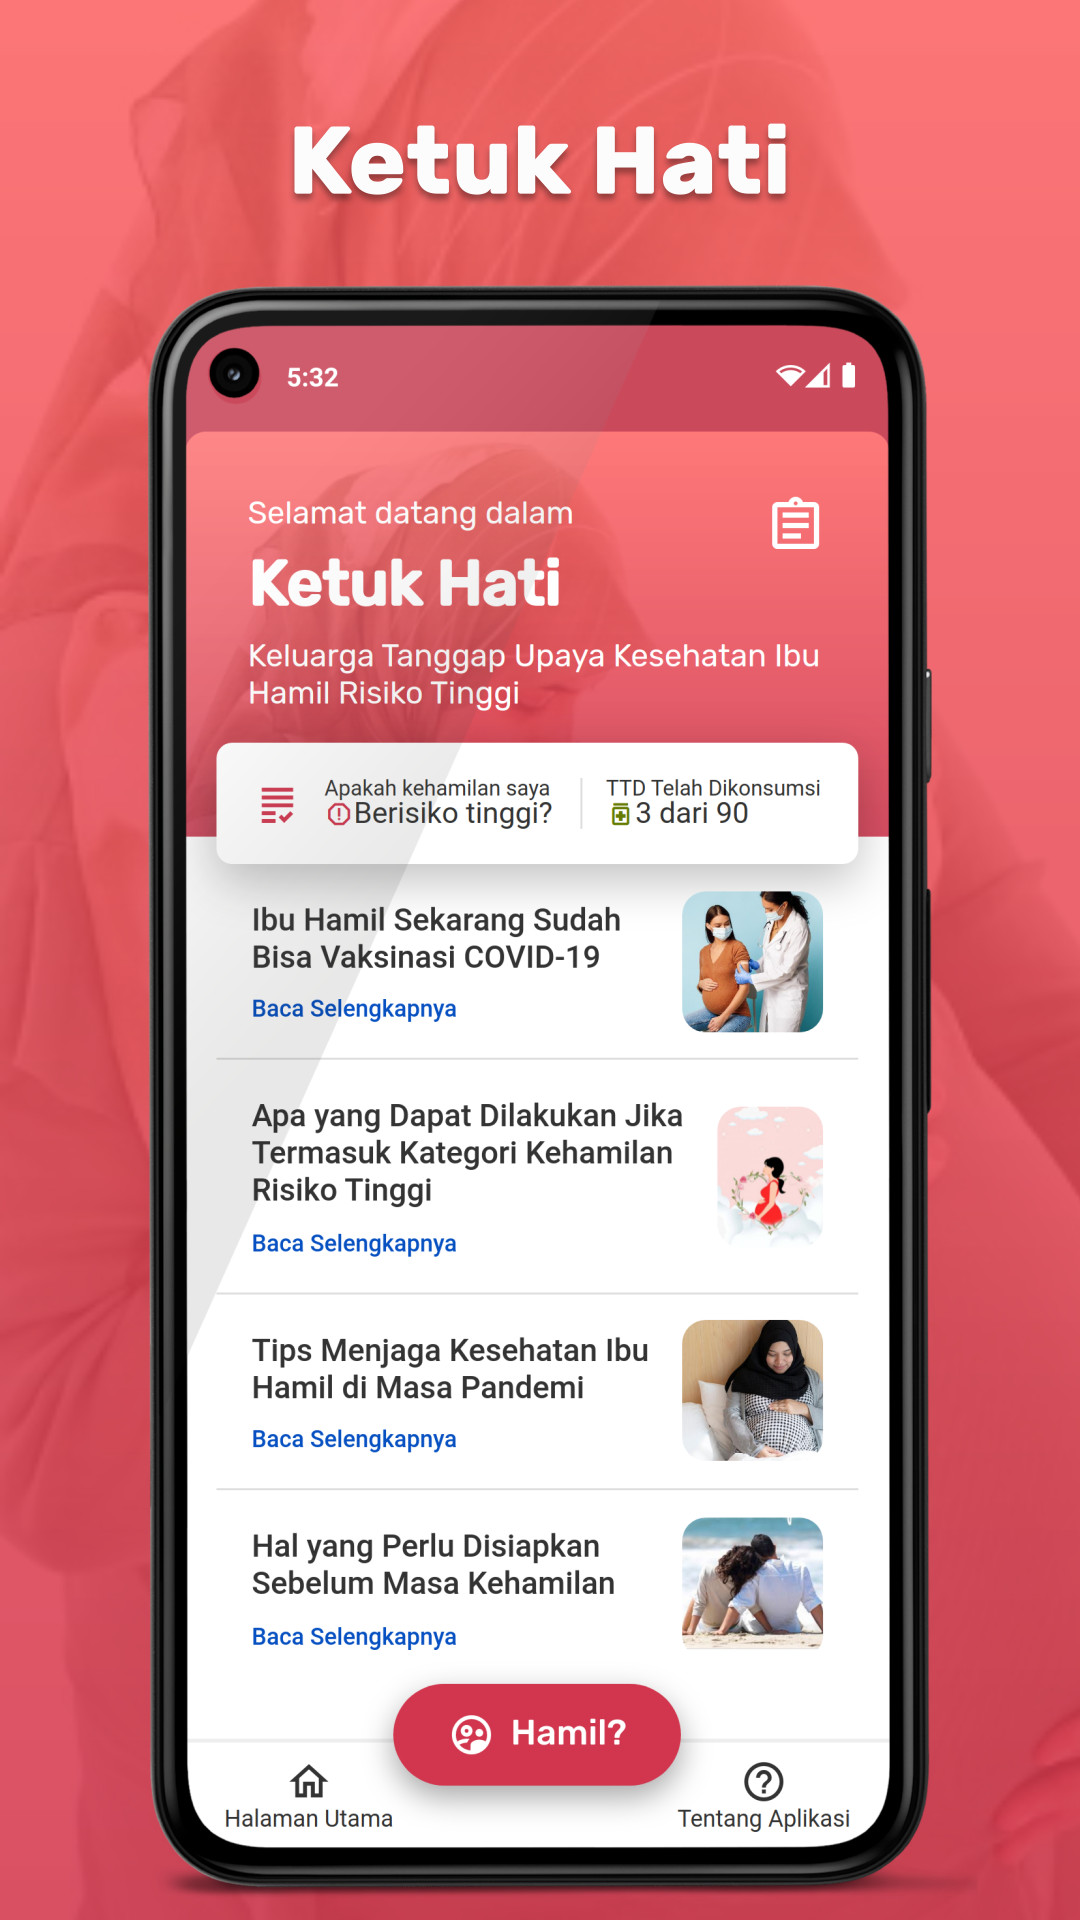 Ketuk Hati
5:32
Selamat datang dalam
Ketuk Hati
Keluarga Tanggap Upaya Kesehatan Ibu
Hamil Risiko Tinggi
Apakah kehamilan saya
Berisiko tinggi?
TTD Telah Dikonsumsi
3 dari 90
Ibu Hamil Sekarang Sudah
Bisa Vaksinasi COVID-19
Baca Selengkapnya
Apa yang Dapat Dilakukan Jika
Termasuk Kategori Kehamilan
Risiko Tinggi
Baca Selengkapnya
Tips Menjaga Kesehatan Ibu
Hamil di Masa Pandemi
Baca Selengkapnya
Hal yang Perlu Disiapkan
Sebelum Masa Kehamilan
Baca Selengkapnya
Hamil?
Halaman Utama
Tentang Aplikasi